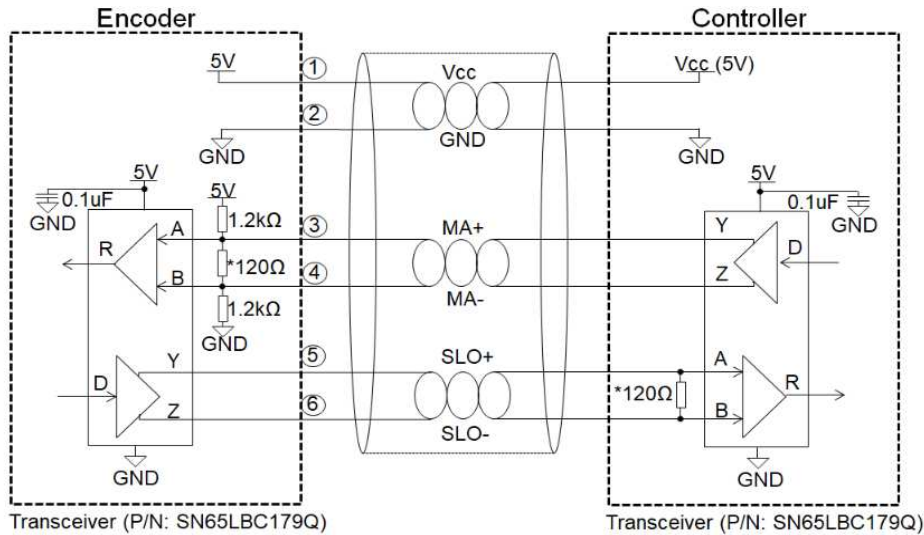 Encoder
Controller
5V
①
Vcc
Vcc (5V)
②
GND
GND
GND
5V
0.1uF
GND
5V
1.2kΩ
5V
0.1uF
GND
R
A
B
③
MA+
Y
D
*120Ω
④
MA-
Z
1.2kΩ
GND
⑤
SLO+
A
D
Y
Z
*120Ω
R
⑥
SLO-
B
GND
GND
Transceiver (P/N: SN65LBC179Q)
Transceiver (P/N: SN65LBC179Q)